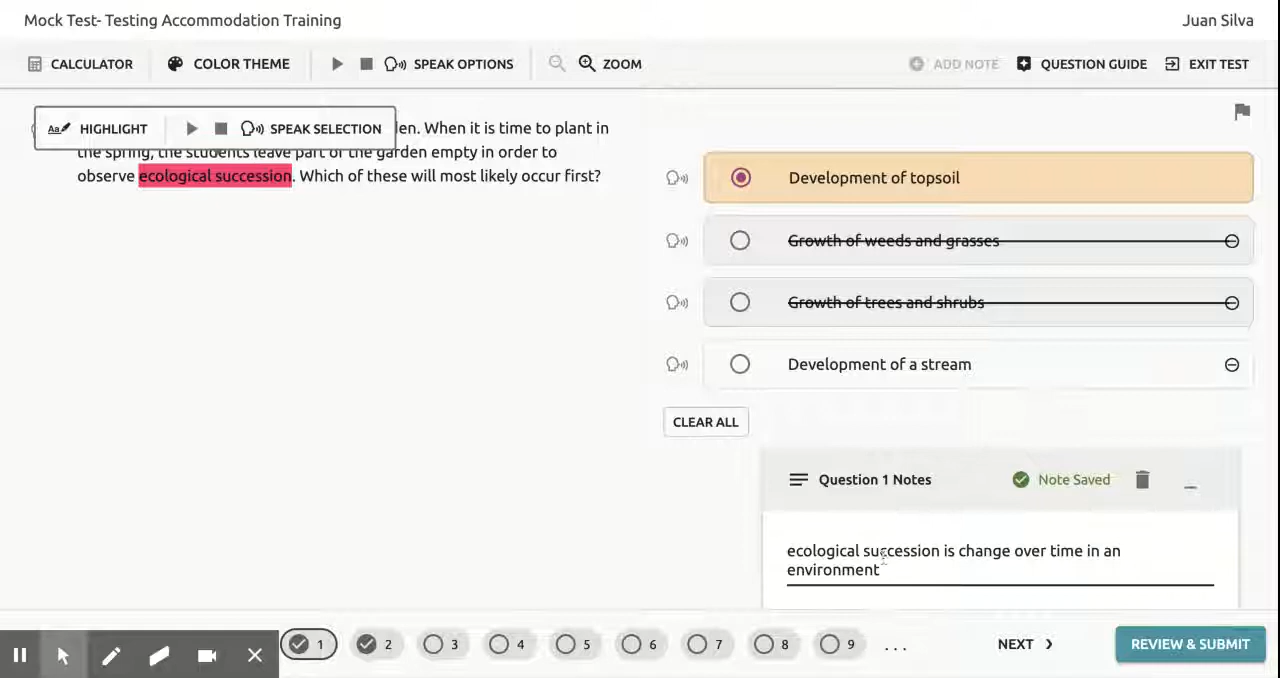 Mock Test- Testing Accommodation Training
Juan Silva
CALCULATOR
COLOR THEME
SPEAK OPTIONS
ZOOM
ADD NOTE
QUESTION GUIDE
EXIT TEST
Aa HIGHLIGHT
SPEAK SELECTION
en. When it is time to plant in
the spring, the students leave part of the garden empty in order to
observe ecological succession. Which of these will most likely occur first?
Development of topsoil
Growth of weeds and grasses
Growth of trees and shrubs
Development of a stream
CLEAR ALL
Question 1 Notes
Note Saved
ecological succession is change over time in an
environment
1 2 3 4 5 6 7 8 9 ...
NEXT
REVIEW & SUBMIT